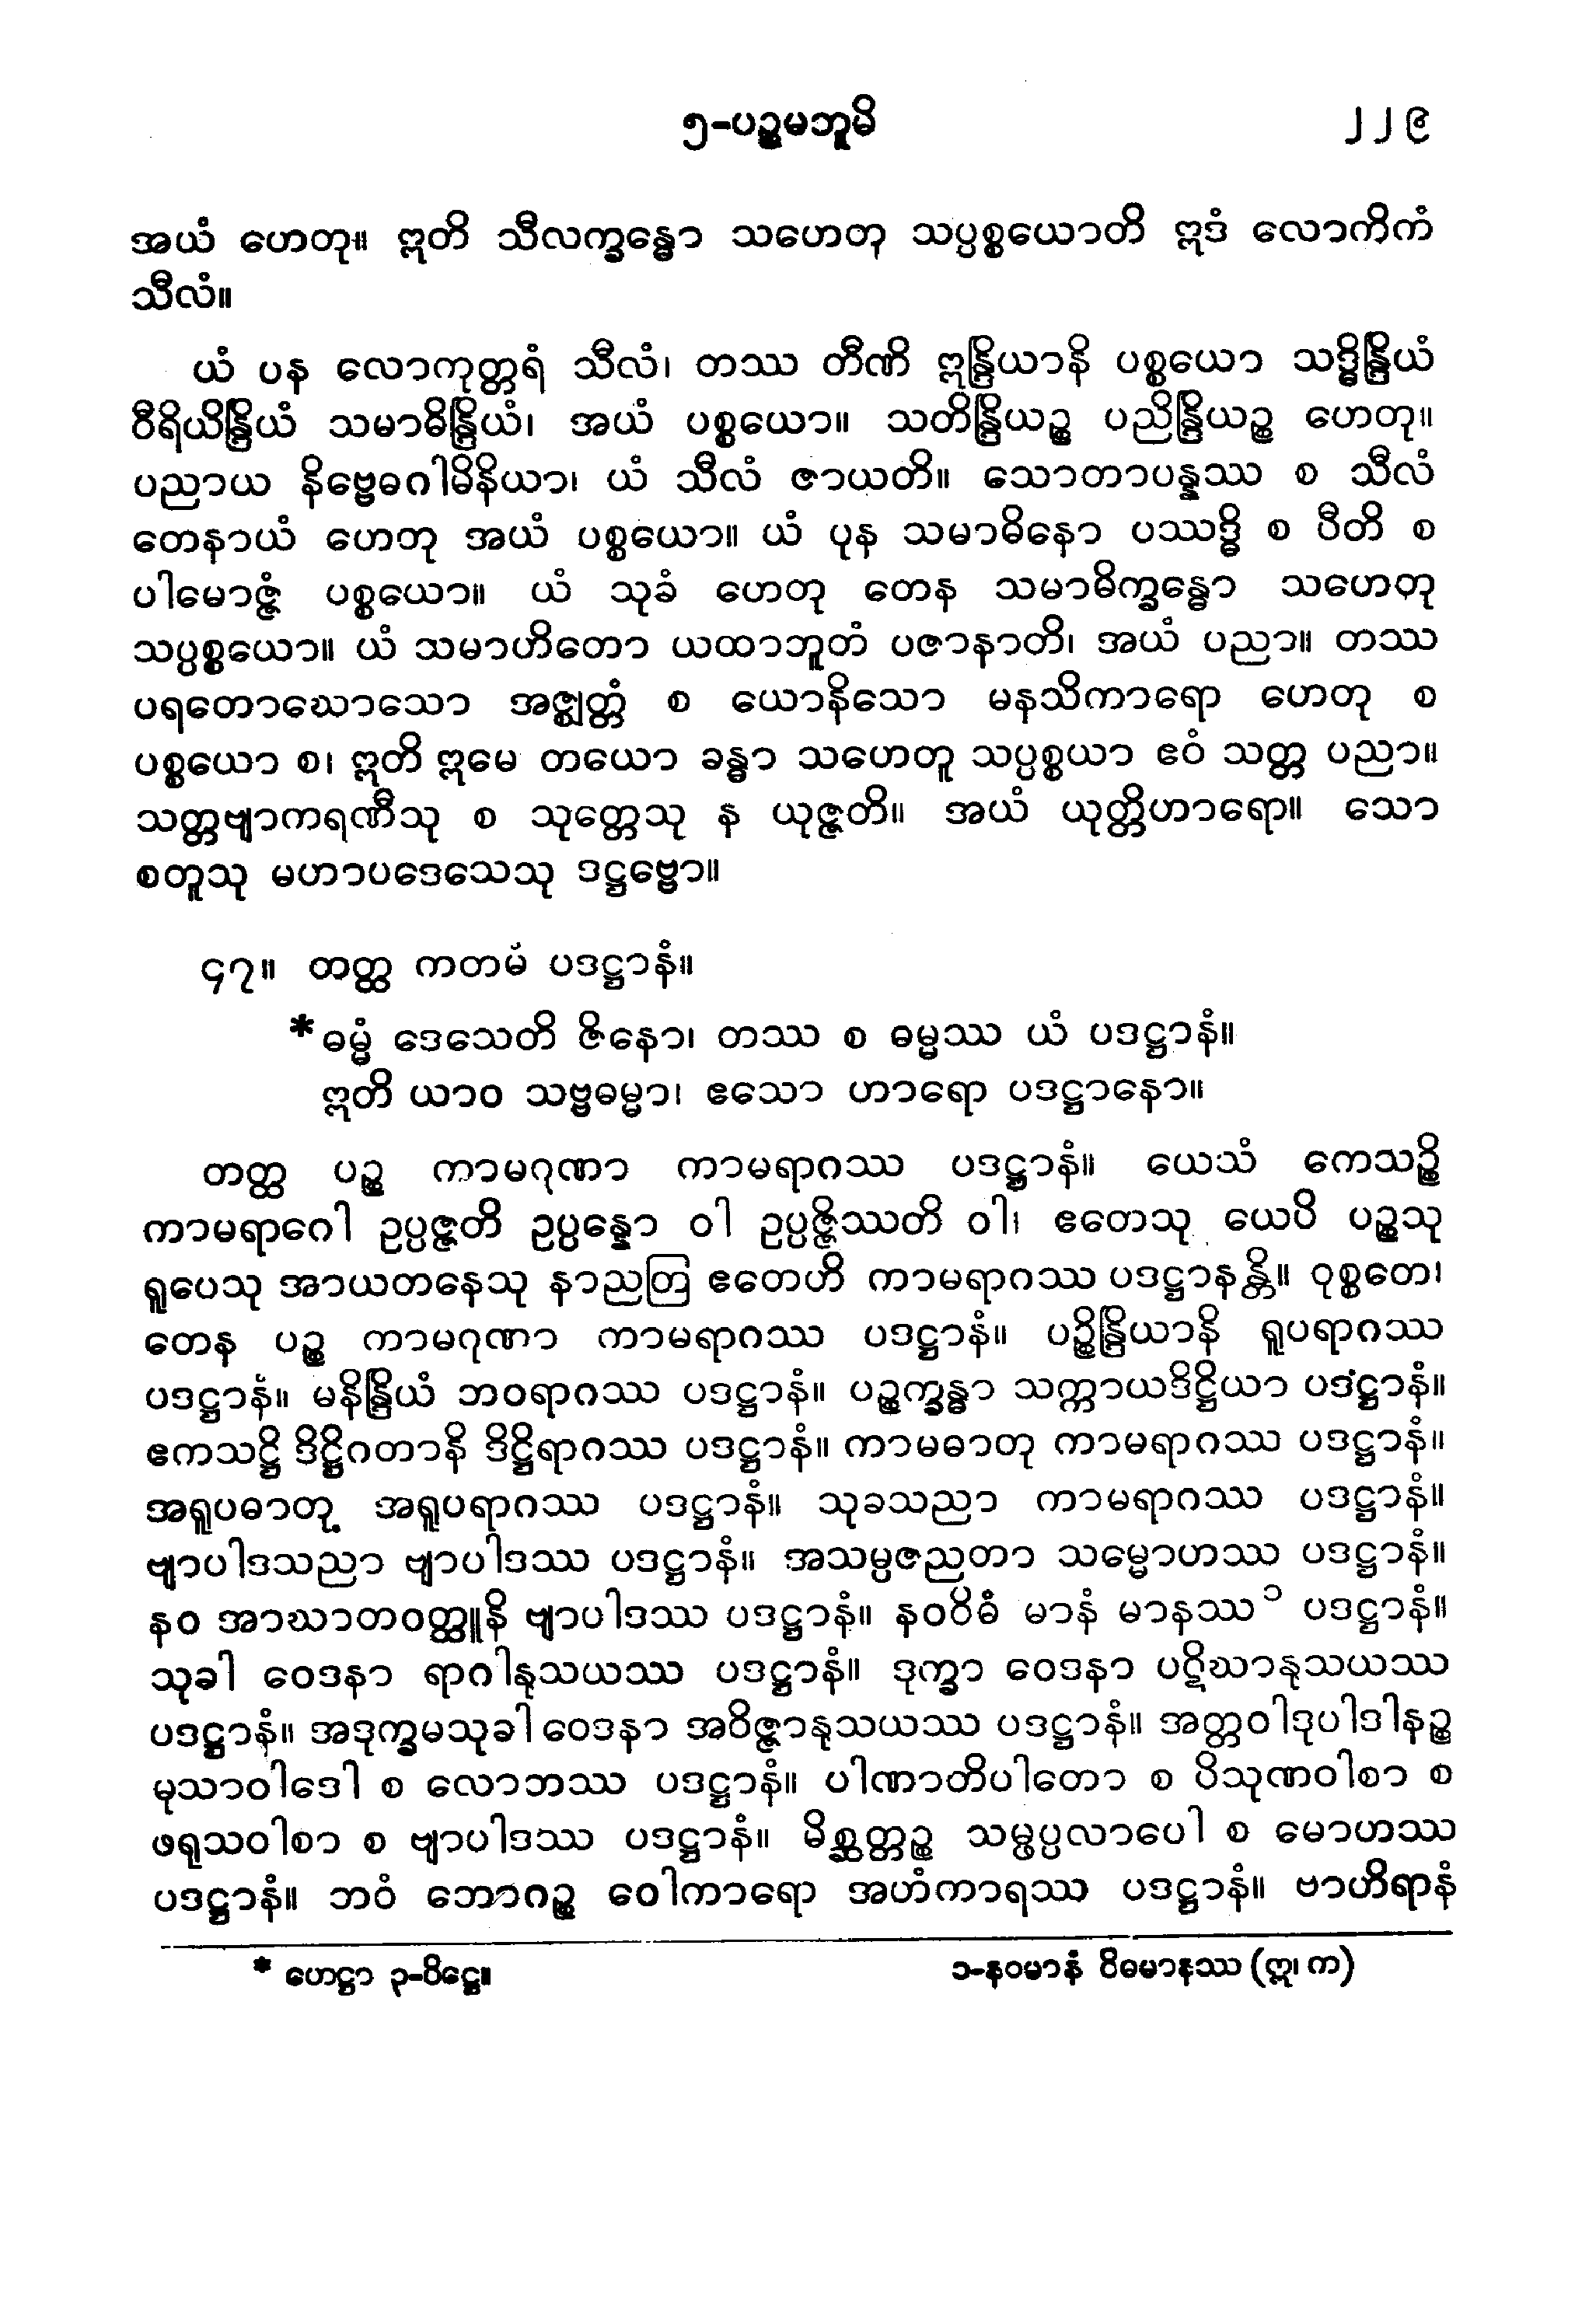 ၅-ပဉ္စမဘူမိ ၂၂၉
အယံ ဟေတု။ ဣတိ သီလက္ခန္ဓော သဟေတု သပ္ပစ္စယောတိ ဣဒံ လောကိကံ
သီလံ။
ယံ ပန လောကုတ္တရံ သီလံ၊ တဿ တီဏိ ဣန္ဒြိယာနိ ပစ္စယော သဒ္ဓိန္ဒြိယံ
ဝီရိယိန္ဒြိယံ သမာဓိန္ဒြိယံ၊ အယံ ပစ္စယော။ သတိန္ဒြိယဉ္စ ပညိန္ဒြိယဉ္စ ဟေတု။
ပညာယ နိဗ္ဗေဓဂါမိနိယာ၊ ယံ သီလံ ဇာယတိ။ သောတာပန္နဿ စ သီလံ
တေနာယံ ဟေတု အယံ ပစ္စယော။ ယံ ပုန သမာဓိနော ပဿဒ္ဓိ စ ပီတိ စ
ပါမောဇ္ဇံ ပစ္စယော။ ယံ သုခံ ဟေတု တေန သမာဓိက္ခန္ဓော သဟေတု
သပ္ပစ္စယော။ ယံ သမာဟိတော ယထာဘူတံ ပဇာနာတိ၊ အယံ ပညာ။ တဿ
ပရတောဃောသော အဇ္ဈတ္တံ စ ယောနိသော မနသိကာရော ဟေတု စ
ပစ္စယော စ၊ ဣတိ ဣမေ တယော ခန္ဓာ သဟေတူ သပ္ပစ္စယာ ဧဝံ သတ္တ ပညာ။
သတ္တဗျာကရဏီသု စ သုတ္တေသု န ယုဇ္ဇတိ။ အယံ ယုတ္တိဟာရော။ သော
စတူသု မဟာပဒေသေသု ဒဋ္ဌဗ္ဗော။
၄၇။ တတ္ထ ကတမံ ပဒဋ္ဌာနံ။
*ဓမ္မံ ဒေသေတိ ဇိနော၊ တဿ စ ဓမ္မဿ ယံ ပဒဋ္ဌာနံ။
ဣတိ ယာဝ သဗ္ဗဓမ္မာ၊ ဧသော ဟာရော ပဒဋ္ဌာနော။
တတ္ထ ပဉ္စ ကာမဂုဏာ ကာမရာဂဿ ပဒဋ္ဌာနံ။ ယေသံ ကေသဉ္စိ
ကာမရာဂေါ ဥပ္ပဇ္ဇတိ ဥပ္ပန္နော ဝါ ဥပ္ပဇ္ဇိဿတိ ဝါ၊ ဧတေသု ယေပိ ပဉ္စသု
ရူပေသု အာယတနေသု နာညတြ ဧတေဟိ ကာမရာဂဿ ပဒဋ္ဌာနန္တိ။ ဝုစ္စတေ၊
တေန ပဉ္စ ကာမဂုဏာ ကာမရာဂဿ ပဒဋ္ဌာနံ။ ပဉ္စိန္ဒြိယာနိ ရူပရာဂဿ
ပဒဋ္ဌာနံ။ မနိန္ဒြိယံ ဘဝရာဂဿ ပဒဋ္ဌာနံ။ ပဉ္စက္ခန္ဓာ သက္ကာယဒိဋ္ဌိယာ ပဒဋ္ဌာနံ။
ဧကသဋ္ဌိ ဒိဋ္ဌိဂတာနိ ဒိဋ္ဌိရာဂဿ ပဒဋ္ဌာနံ။ ကာမဓာတု ကာမရာဂဿ ပဒဋ္ဌာနံ။
အရူပဓာတု အရူပရာဂဿ ပဒဋ္ဌာနံ။ သုခသညာ ကာမရာဂဿ ပဒဋ္ဌာနံ။
ဗျာပါဒသညာ ဗျာပါဒဿ ပဒဋ္ဌာနံ။ အသမ္ပဇညတာ သမ္မောဟဿ ပဒဋ္ဌာနံ။
နဝ အာဃာတဝတ္ထူနိ ဗျာပါဒဿ ပဒဋ္ဌာနံ။ နဝဝိဓံ မာနံ မာနဿ ၁ ပဒဋ္ဌာနံ။
သုခါ ဝေဒနာ ရာဂါနုသယဿ ပဒဋ္ဌာနံ။ ဒုက္ခာ ဝေဒနာ ပဋိဃာနုသယဿ
ပဒဋ္ဌာနံ။ အဒုက္ခမသုခါ ဝေဒနာ အဝိဇ္ဇာနုသယဿ ပဒဋ္ဌာနံ။ အတ္တဝါဒုပါဒါနဉ္စ
မုသာဝါဒေါ စ လောဘဿ ပဒဋ္ဌာနံ။ ပါဏာတိပါတော စ ပိသုဏဝါစာ စ
ဖရုသဝါစာ စ ဗျာပါဒဿ ပဒဋ္ဌာနံ။ မိစ္ဆတ္တဉ္စ သမ္ဖပ္ပလာပေါ စ မောဟဿ
ပဒဋ္ဌာနံ။ ဘဝံ ဘောဂဉ္စ ဝေါကာရော အဟံကာရဿ ပဒဋ္ဌာနံ။ ဗာဟိရာနံ
* ဟေဋ္ဌာ ၃-ပိဋ္ဌေ။ ၁-နဝမာနံ ဝိဓမာနဿ (ဣ၊ က)